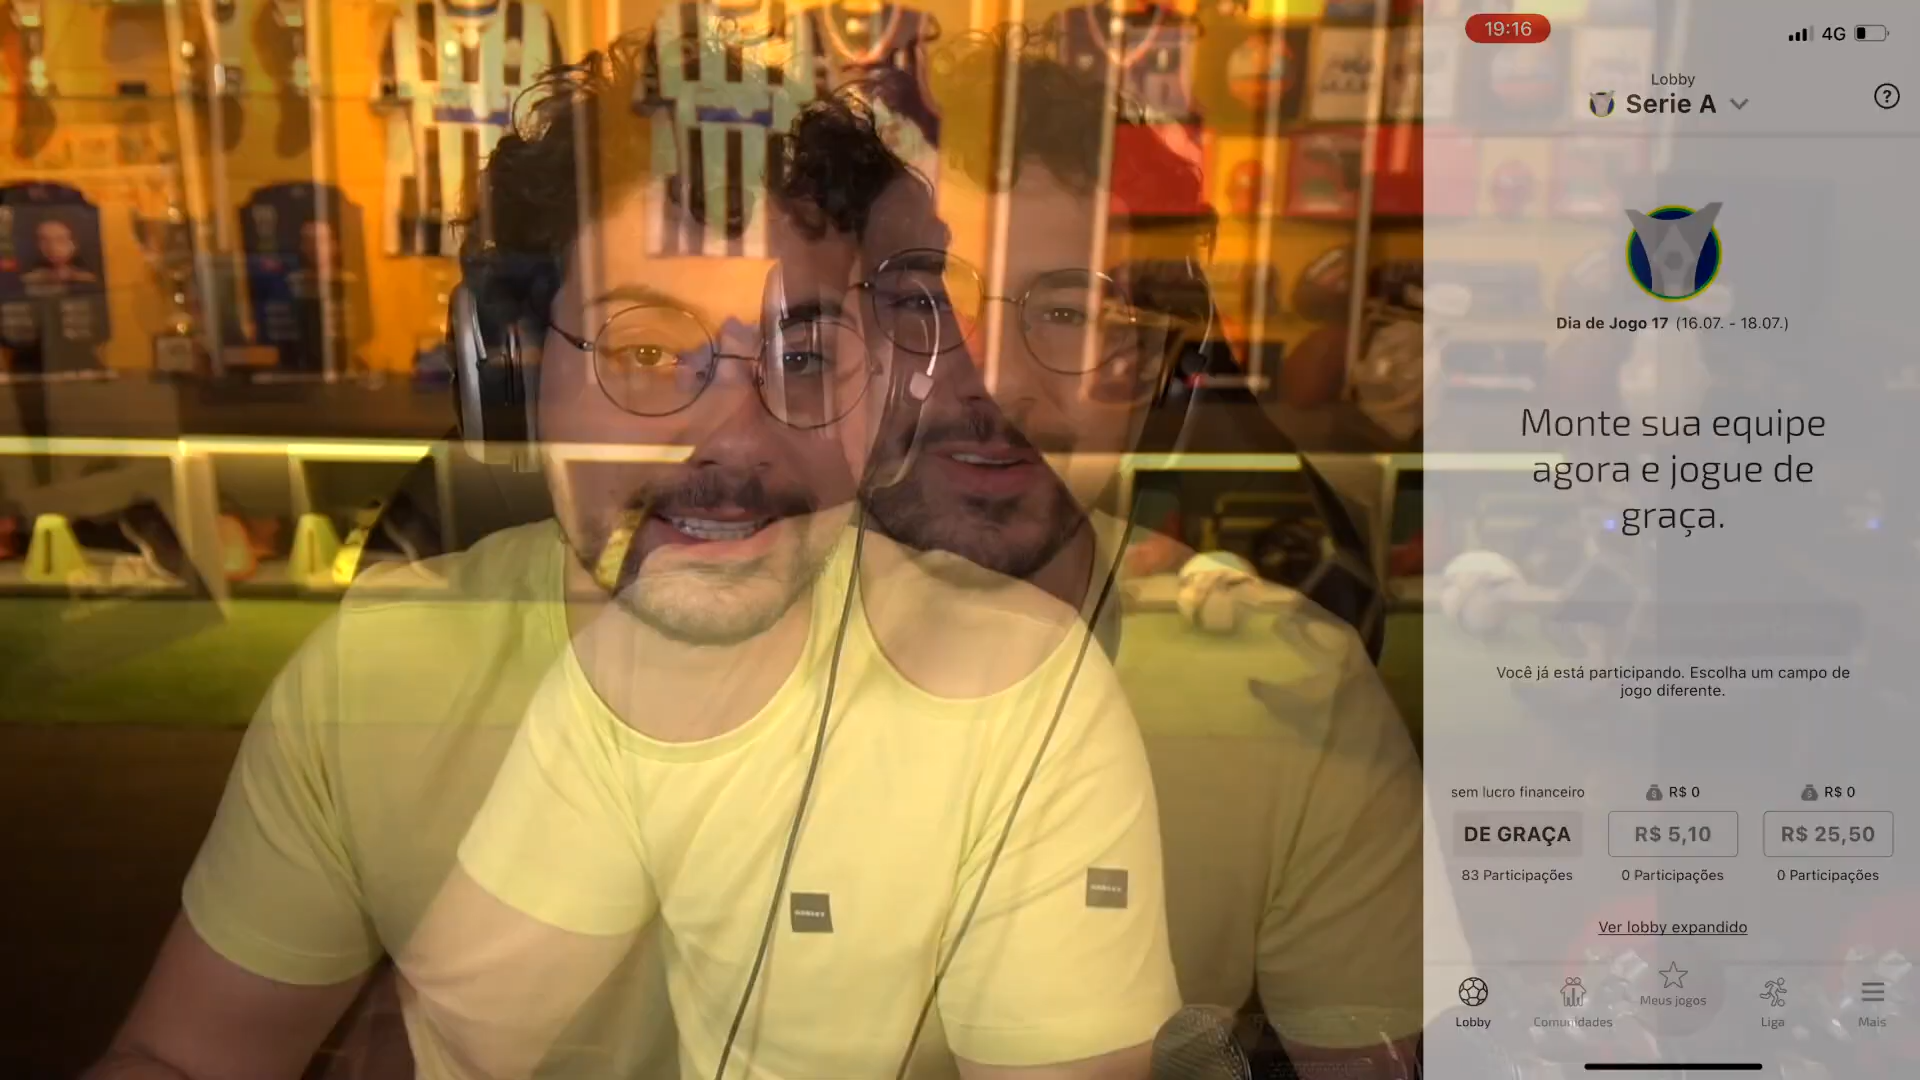 19:16
4G
Lobby
Serie A
?
Dia de Jogo 17 (16.07. - 18.07.)
Monte sua equipe
agora e jogue de
graça.
Você já está participando. Escolha um campo de
jogo diferente.
sem lucro financeiro
R$ 0
R$ 0
DE GRAÇA
R$ 5,10
R$ 25,50
83 Participações
0 Participações
0 Participações
Ver lobby expandido
Lobby
Comunidades
Meus jogos
Liga
Mais